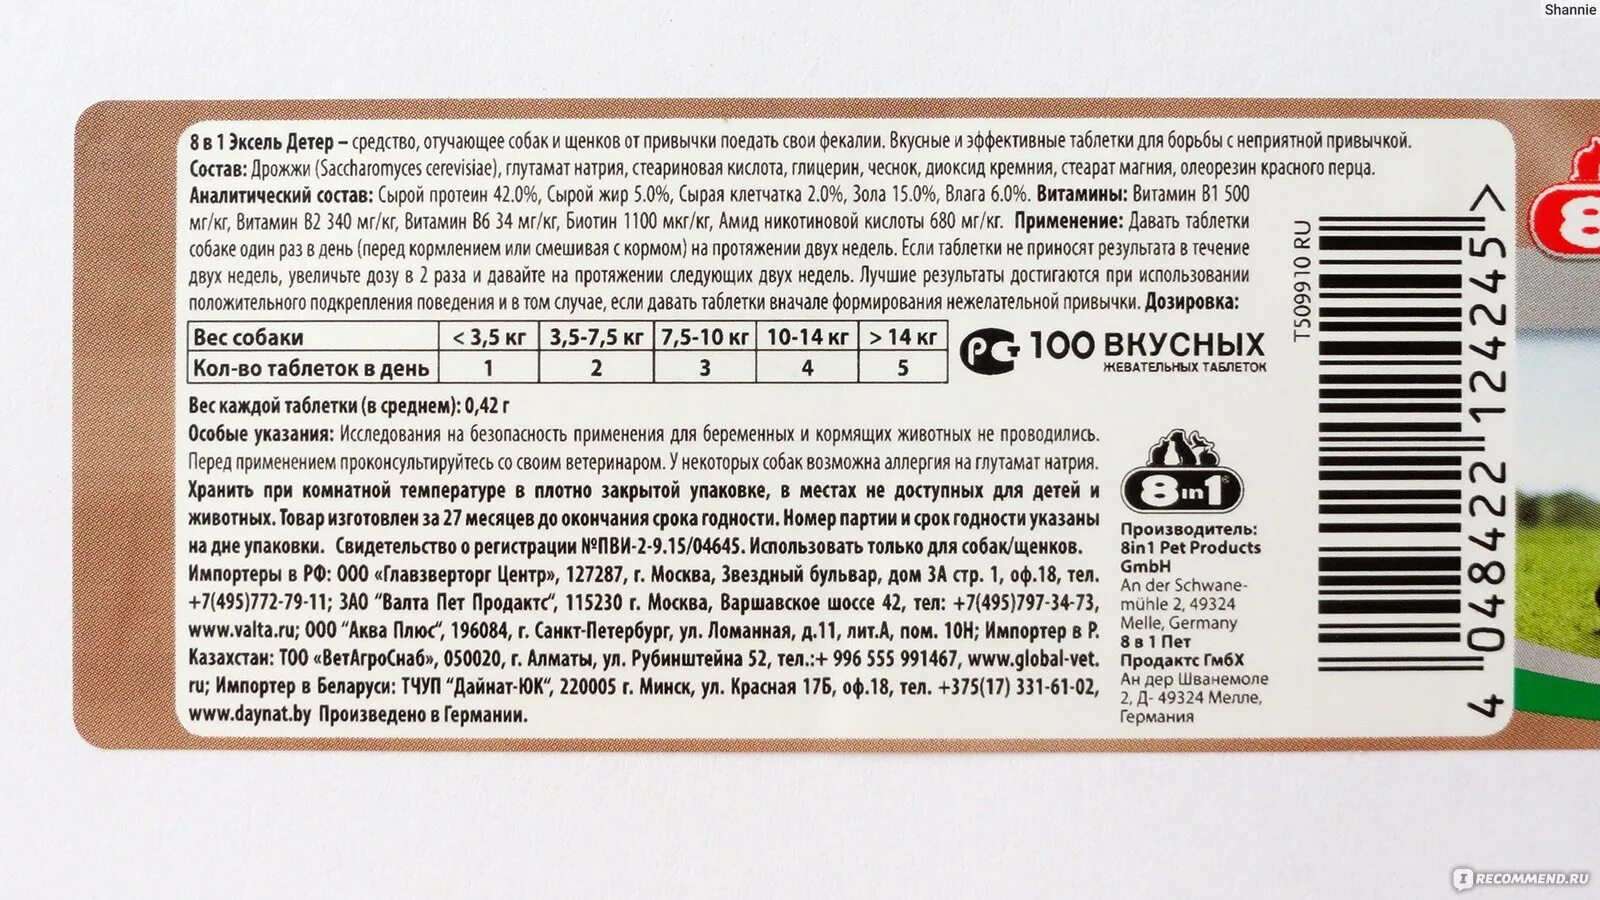 Shannie
8 в 1 Эксель Детер – средство, отучающее собак и щенков от привычки поедать свои фекалии. Вкусные и эффективные таблетки для борьбы с неприятной привычкой.
Состав: Дрожжи (Saccharomyces cerevisiae), глутамат натрия, стеариновая кислота, глицерин, чеснок, диоксид кремния, стеарат магния, олеорезин красного перца.
Аналитический состав: Сырой протеин 42.0%, Сырой жир 5.0%, Сырая клетчатка 2.0%, Зола 15.0%, Влага 6.0%. Витамины: Витамин B1 500
мг/кг, Витамин B2 340 мг/кг, Витамин B6 34 мг/кг, Биотин 1100 мкг/кг, Амид никотиновой кислоты 680 мг/кг. Применение: Давать таблетки
собаке один раз в день (перед кормлением или смешивая с кормом) на протяжении двух недель. Если таблетки не приносят результата в течение
двух недель, увеличьте дозу в 2 раза и давайте на протяжении следующих двух недель. Лучшие результаты достигаются при использовании
положительного подкрепления поведения и в том случае, если давать таблетки вначале формирования нежелательной привычки. Дозировка:
Вес собаки < 3,5 кг 3,5-7,5 кг 7,5-10 кг 10-14 кг > 14 кг
Кол-во таблеток в день 1 2 3 4 5
РСТ 100 ВКУСНЫХ
ЖЕВАТЕЛЬНЫХ ТАБЛЕТОК
Вес каждой таблетки (в среднем): 0,42 г
Особые указания: Исследования на безопасность применения для беременных и кормящих животных не проводились.
Перед применением проконсультируйтесь со своим ветеринаром. У некоторых собак возможна аллергия на глутамат натрия.
Хранить при комнатной температуре в плотно закрытой упаковке, в местах не доступных для детей и
животных. Товар изготовлен за 27 месяцев до окончания срока годности. Номер партии и срок годности указаны
на дне упаковки. Свидетельство о регистрации №ПВИ-2-9.15/04645. Использовать только для собак/щенков.
Импортеры в РФ: ООО «Главзверторг Центр», 127287, г. Москва, Звездный бульвар, дом 3А стр. 1, оф.18, тел.
+7(495)772-79-11; ЗАО "Валта Пет Продактс", 115230 г. Москва, Варшавское шоссе 42, тел: +7(495)797-34-73,
www.valta.ru; ООО "Аква Плюс", 196084, г. Санкт-Петербург, ул. Ломанная, д.11, лит.А, пом. 10Н; Импортер в Р.
Казахстан: ТОО «ВетАгроСнаб», 050020, г. Алматы, ул. Рубинштейна 52, тел.:+ 996 555 991467, www.global-vet.
ru; Импортер в Беларуси: ТЧУП "Дайнат-ЮК", 220005 г. Минск, ул. Красная 17Б, оф.18, тел. +375(17) 331-61-02,
www.daynat.by Произведено в Германии.
8in1®
Производитель:
8in1 Pet Products
GmbH
An der Schwane-
mühle 2, 49324
Melle, Germany
8 в 1 Пет
Продактс ГмбХ
Ан дер Шванемоле
2, Д- 49324 Мелле,
Германия
T509910 RU
4 048422 124245 >
8
IRECOMMEND.RU